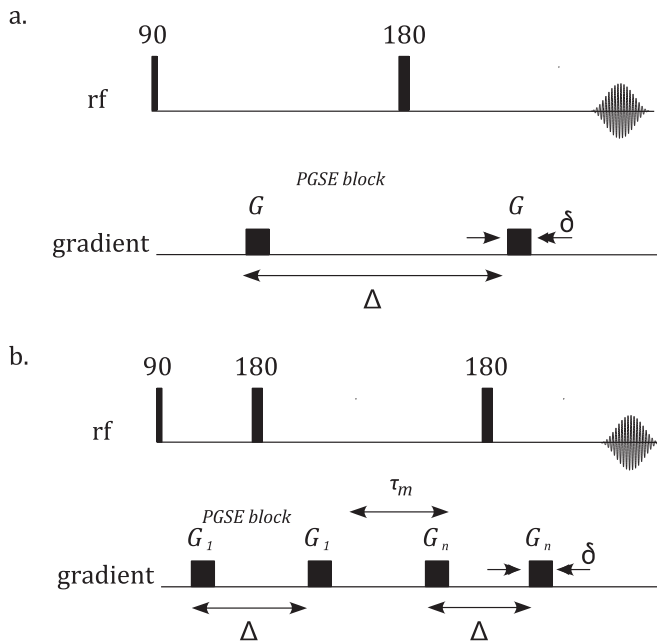 a.
90 180
rf
PGSE block
G G
δ
gradient
Δ
b.
90 180 180
rf
τm
PGSE block
G1 G1 Gn Gn
δ
gradient
Δ Δ